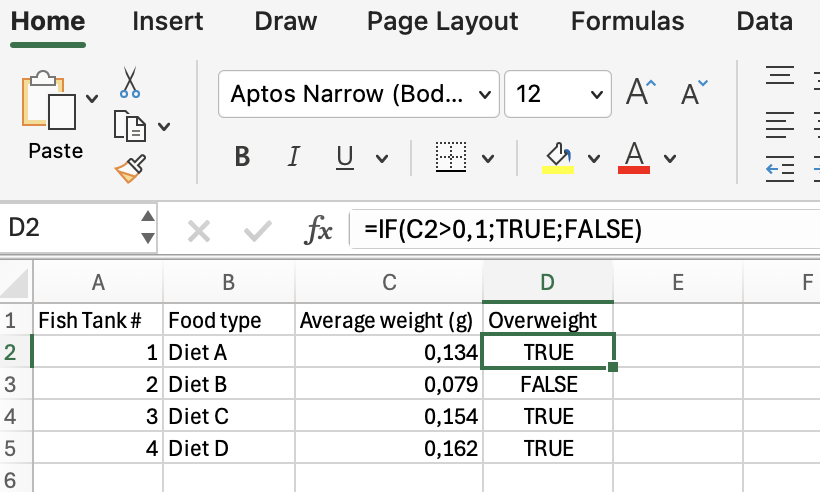 Home Insert Draw Page Layout Formulas Data
Aptos Narrow (Bod... 12 A A
Paste B I U A
D2 fx =IF(C2>0,1;TRUE;FALSE)
A B C D E F
1 Fish Tank # Food type Average weight (g) Overweight
2 1 Diet A 0,134 TRUE
3 2 Diet B 0,079 FALSE
4 3 Diet C 0,154 TRUE
5 4 Diet D 0,162 TRUE
6